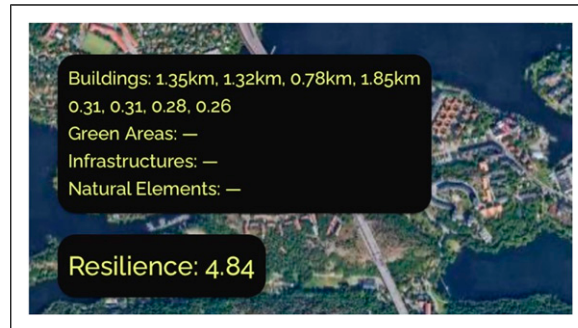 Buildings: 1.35km, 1.32km, 0.78km, 1.85km
0.31, 0.31, 0.28, 0.26
Green Areas: —
Infrastructures: —
Natural Elements: —
Resilience: 4.84